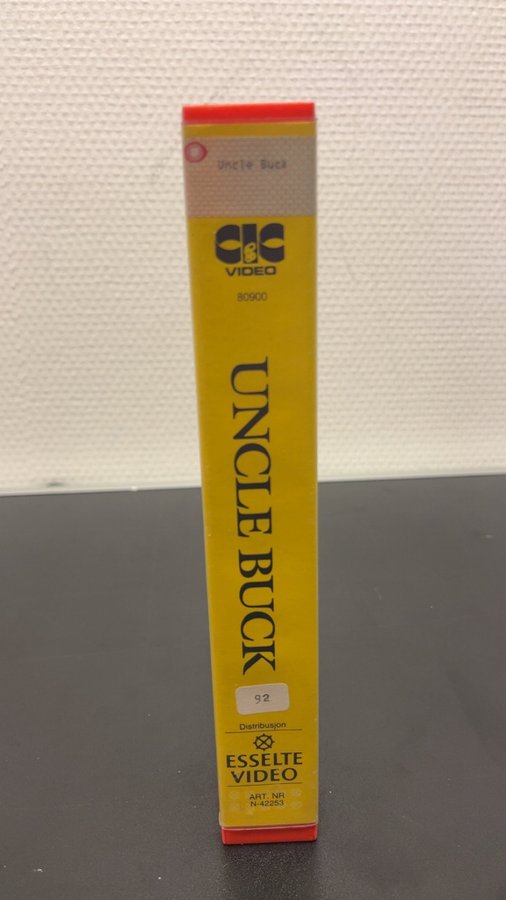 Uncle Buck
CIC
VIDEO
80900
UNCLE BUCK
92
Distribusjon
ESSELTE
VIDEO
ART. NR
N-42253